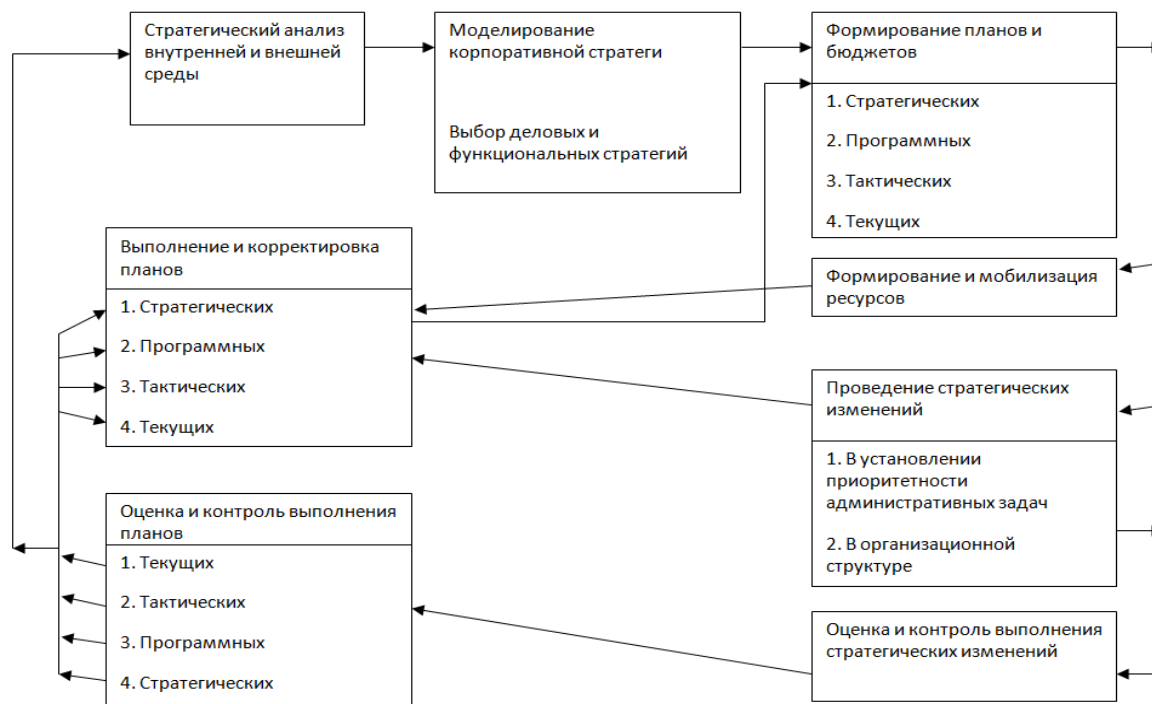 Стратегический анализ
внутренней и внешней
среды
Моделирование
корпоративной стратеги
Выбор деловых и
функциональных стратегий
Формирование планов и
бюджетов
1. Стратегических
2. Программных
3. Тактических
4. Текущих
Выполнение и корректировка
планов
1. Стратегических
2. Программных
3. Тактических
4. Текущих
Формирование и мобилизация
ресурсов
Проведение стратегических
изменений
1. В установлении
приоритетности
административных задач
2. В организационной
структуре
Оценка и контроль выполнения
планов
1. Текущих
2. Тактических
3. Программных
4. Стратегических
Оценка и контроль выполнения
стратегических изменений